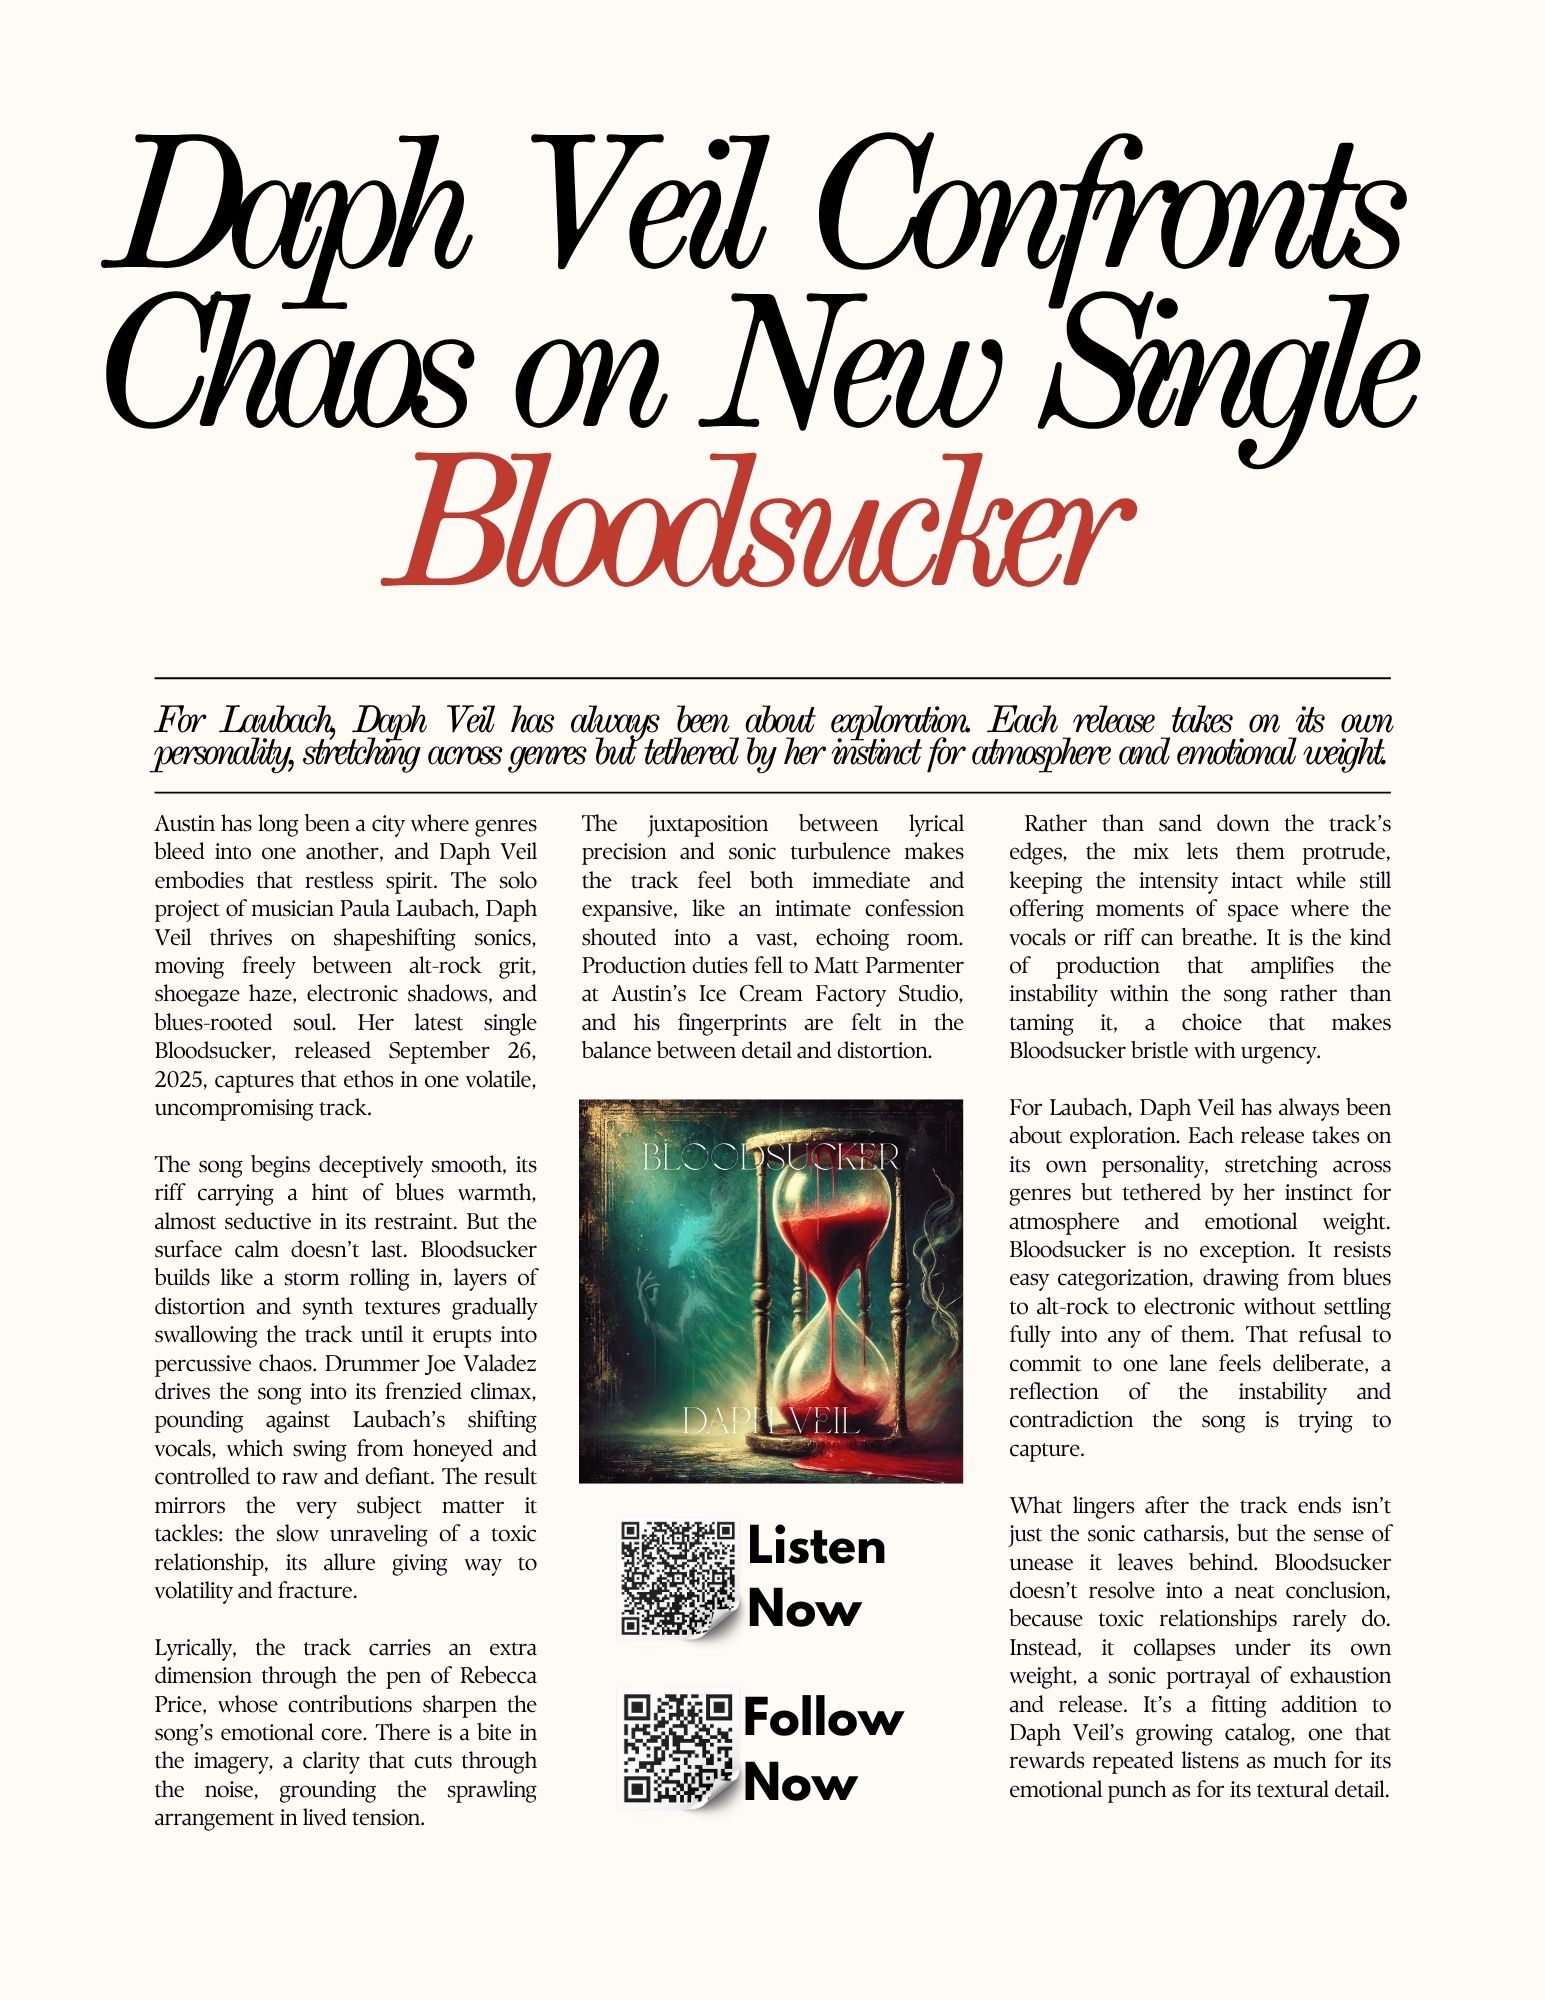 Daph Veil Confronts
Chaos on New Single
Bloodsucker
For Laubach, Daph Veil has always been about exploration. Each release takes on its own
personality, stretching across genres but tethered by her instinct for atmosphere and emotional weight.
Austin has long been a city where genres
bleed into one another, and Daph Veil
embodies that restless spirit. The solo
project of musician Paula Laubach, Daph
Veil thrives on shapeshifting sonics,
moving freely between alt-rock grit,
shoegaze haze, electronic shadows, and
blues-rooted soul. Her latest single
Bloodsucker, released September 26,
2025, captures that ethos in one volatile,
uncompromising track.
The song begins deceptively smooth, its
riff carrying a hint of blues warmth,
almost seductive in its restraint. But the
surface calm doesn’t last. Bloodsucker
builds like a storm rolling in, layers of
distortion and synth textures gradually
swallowing the track until it erupts into
percussive chaos. Drummer Joe Valadez
drives the song into its frenzied climax,
pounding against Laubach’s shifting
vocals, which swing from honeyed and
controlled to raw and defiant. The result
mirrors the very subject matter it
tackles: the slow unraveling of a toxic
relationship, its allure giving way to
volatility and fracture.
Lyrically, the track carries an extra
dimension through the pen of Rebecca
Price, whose contributions sharpen the
song’s emotional core. There is a bite in
the imagery, a clarity that cuts through
the noise, grounding the sprawling
arrangement in lived tension.
The juxtaposition between lyrical
precision and sonic turbulence makes
the track feel both immediate and
expansive, like an intimate confession
shouted into a vast, echoing room.
Production duties fell to Matt Parmenter
at Austin’s Ice Cream Factory Studio,
and his fingerprints are felt in the
balance between detail and distortion.
BLOODSUCKER
DAPH VEIL
Listen
Now
Follow
Now
Rather than sand down the track’s
edges, the mix lets them protrude,
keeping the intensity intact while still
offering moments of space where the
vocals or riff can breathe. It is the kind
of production that amplifies the
instability within the song rather than
taming it, a choice that makes
Bloodsucker bristle with urgency.
For Laubach, Daph Veil has always been
about exploration. Each release takes on
its own personality, stretching across
genres but tethered by her instinct for
atmosphere and emotional weight.
Bloodsucker is no exception. It resists
easy categorization, drawing from blues
to alt-rock to electronic without settling
fully into any of them. That refusal to
commit to one lane feels deliberate, a
reflection of the instability and
contradiction the song is trying to
capture.
What lingers after the track ends isn’t
just the sonic catharsis, but the sense of
unease it leaves behind. Bloodsucker
doesn’t resolve into a neat conclusion,
because toxic relationships rarely do.
Instead, it collapses under its own
weight, a sonic portrayal of exhaustion
and release. It’s a fitting addition to
Daph Veil’s growing catalog, one that
rewards repeated listens as much for its
emotional punch as for its textural detail.